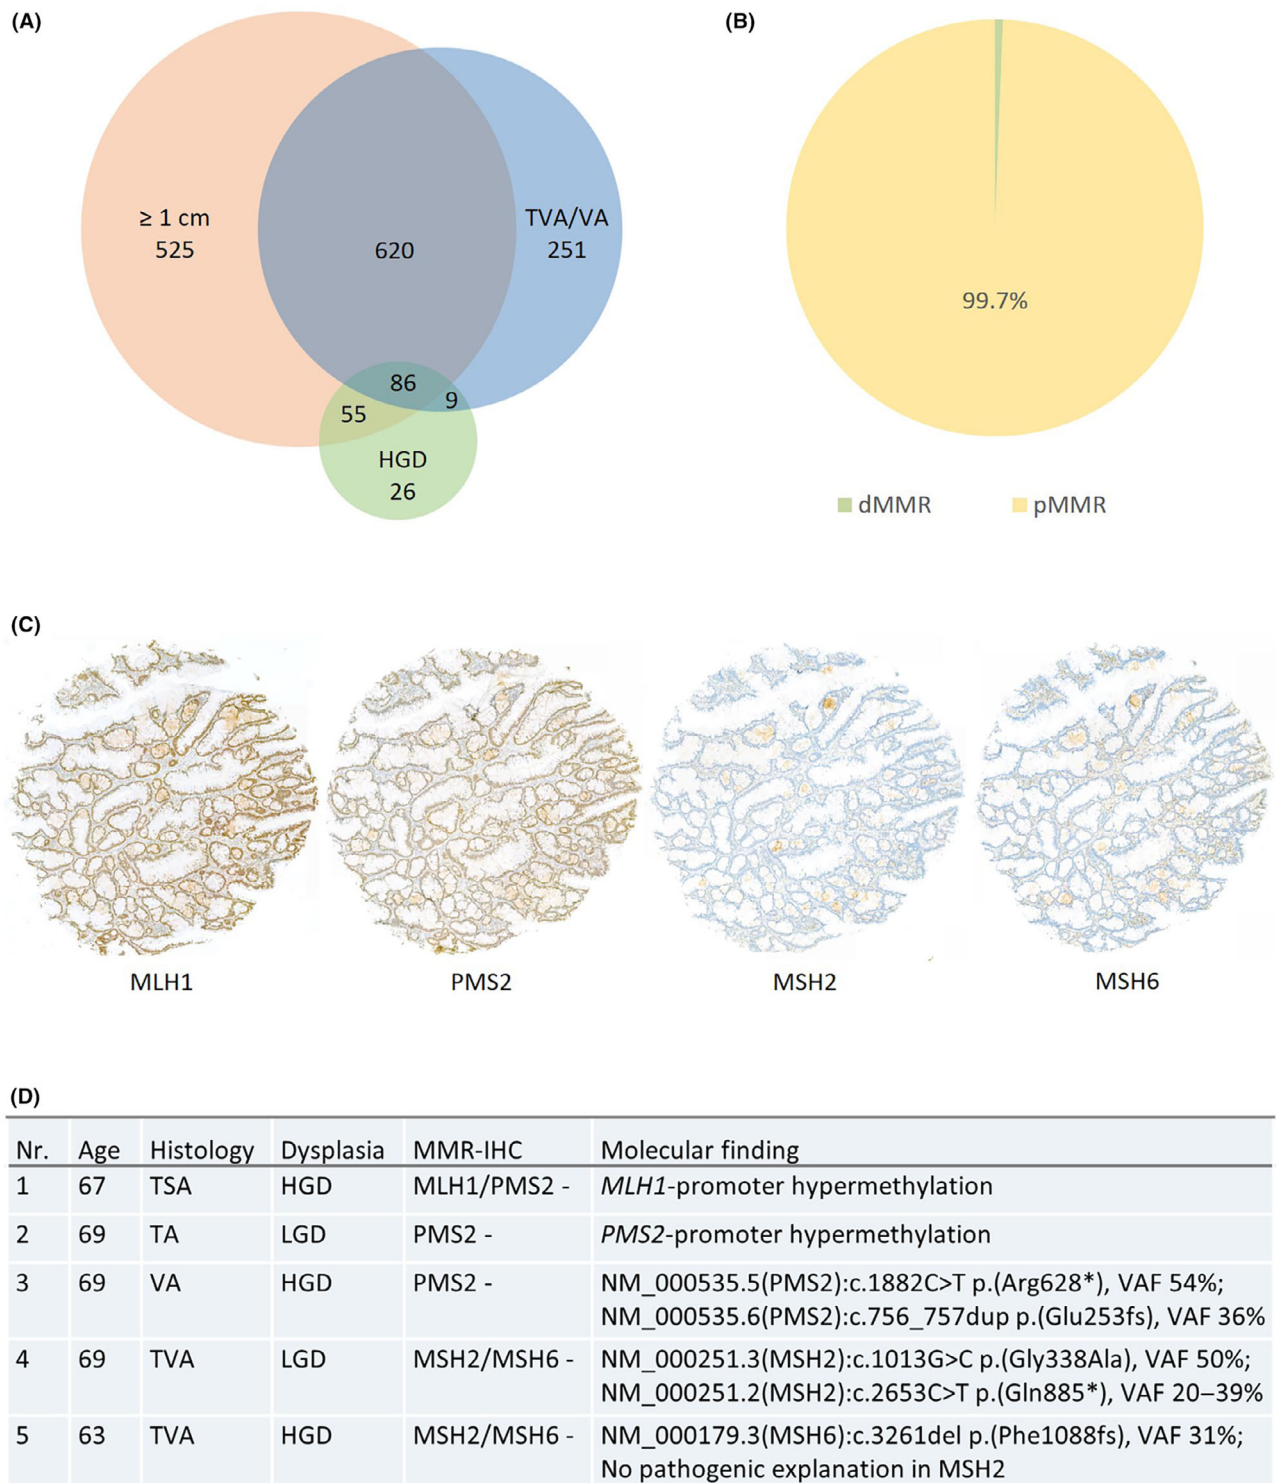 (A)
≥ 1 cm
525
620
TVA/VA
251
86
9
55
HGD
26
(B)
99.7%
dMMR
pMMR
(C)
MLH1
PMS2
MSH2
MSH6
(D)
Nr. Age Histology Dysplasia MMR-IHC Molecular finding
1 67 TSA HGD MLH1/PMS2 - MLH1-promoter hypermethylation
2 69 TA LGD PMS2 - PMS2-promoter hypermethylation
3 69 VA HGD PMS2 - NM_000535.5(PMS2):c.1882C>T p.(Arg628*), VAF 54%;
NM_000535.6(PMS2):c.756_757dup p.(Glu253fs), VAF 36%
4 69 TVA LGD MSH2/MSH6 - NM_000251.3(MSH2):c.1013G>C p.(Gly338Ala), VAF 50%;
NM_000251.2(MSH2):c.2653C>T p.(Gln885*), VAF 20–39%
5 63 TVA HGD MSH2/MSH6 - NM_000179.3(MSH6):c.3261del p.(Phe1088fs), VAF 31%;
No pathogenic explanation in MSH2